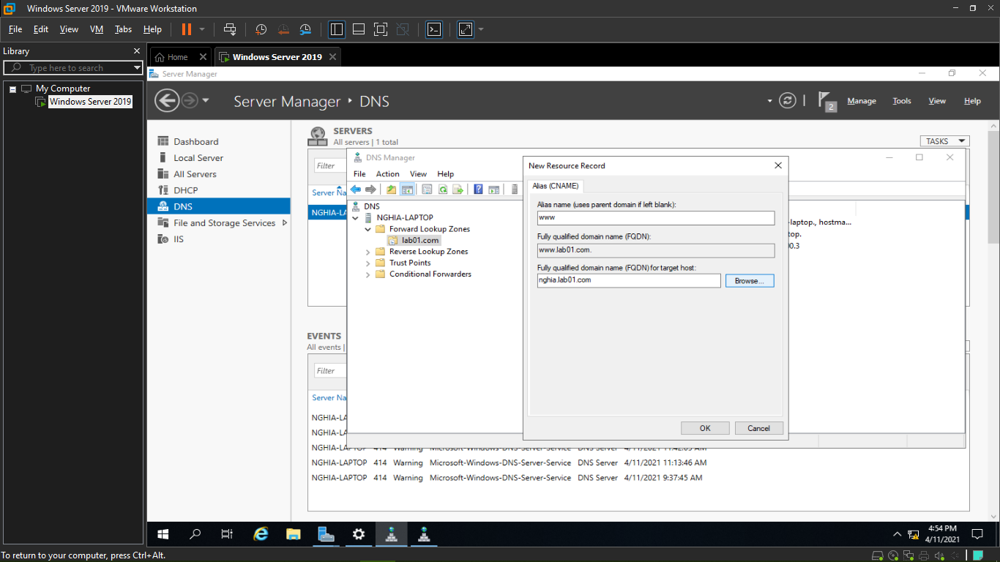 Windows Server 2019 - VMware Workstation
File Edit View VM Tabs Help
Library
Type here to search
My Computer
Windows Server 2019
Home
Windows Server 2019
Server Manager
Server Manager • DNS
2
Manage Tools View Help
Dashboard
Local Server
All Servers
DHCP
DNS
File and Storage Services
IIS
SERVERS
All servers | 1 total
TASKS
Filter
Server Na
NGHIA-LA
DNS Manager
File Action View Help
DNS
NGHIA-LAPTOP
Forward Lookup Zones
lab01.com
Reverse Lookup Zones
Trust Points
Conditional Forwarders
-laptop., hostma...
top.
0.3
New Resource Record
Alias (CNAME)
Alias name (uses parent domain if left blank):
www
Fully qualified domain name (FQDN):
www.lab01.com.
Fully qualified domain name (FQDN) for target host:
nghia.lab01.com
Browse...
OK Cancel
EVENTS
All events |
Filter
Server Na
NGHIA-LA
NGHIA-LA
NGHIA-LAPTOP 414 Warning Microsoft-Windows-DNS-Server-Service DNS Server 4/11/2021 11:42:05 AM
NGHIA-LAPTOP 414 Warning Microsoft-Windows-DNS-Server-Service DNS Server 4/11/2021 11:13:46 AM
NGHIA-LAPTOP 414 Warning Microsoft-Windows-DNS-Server-Service DNS Server 4/11/2021 9:37:45 AM
4:54 PM
4/11/2021
To return to your computer, press Ctrl+Alt.